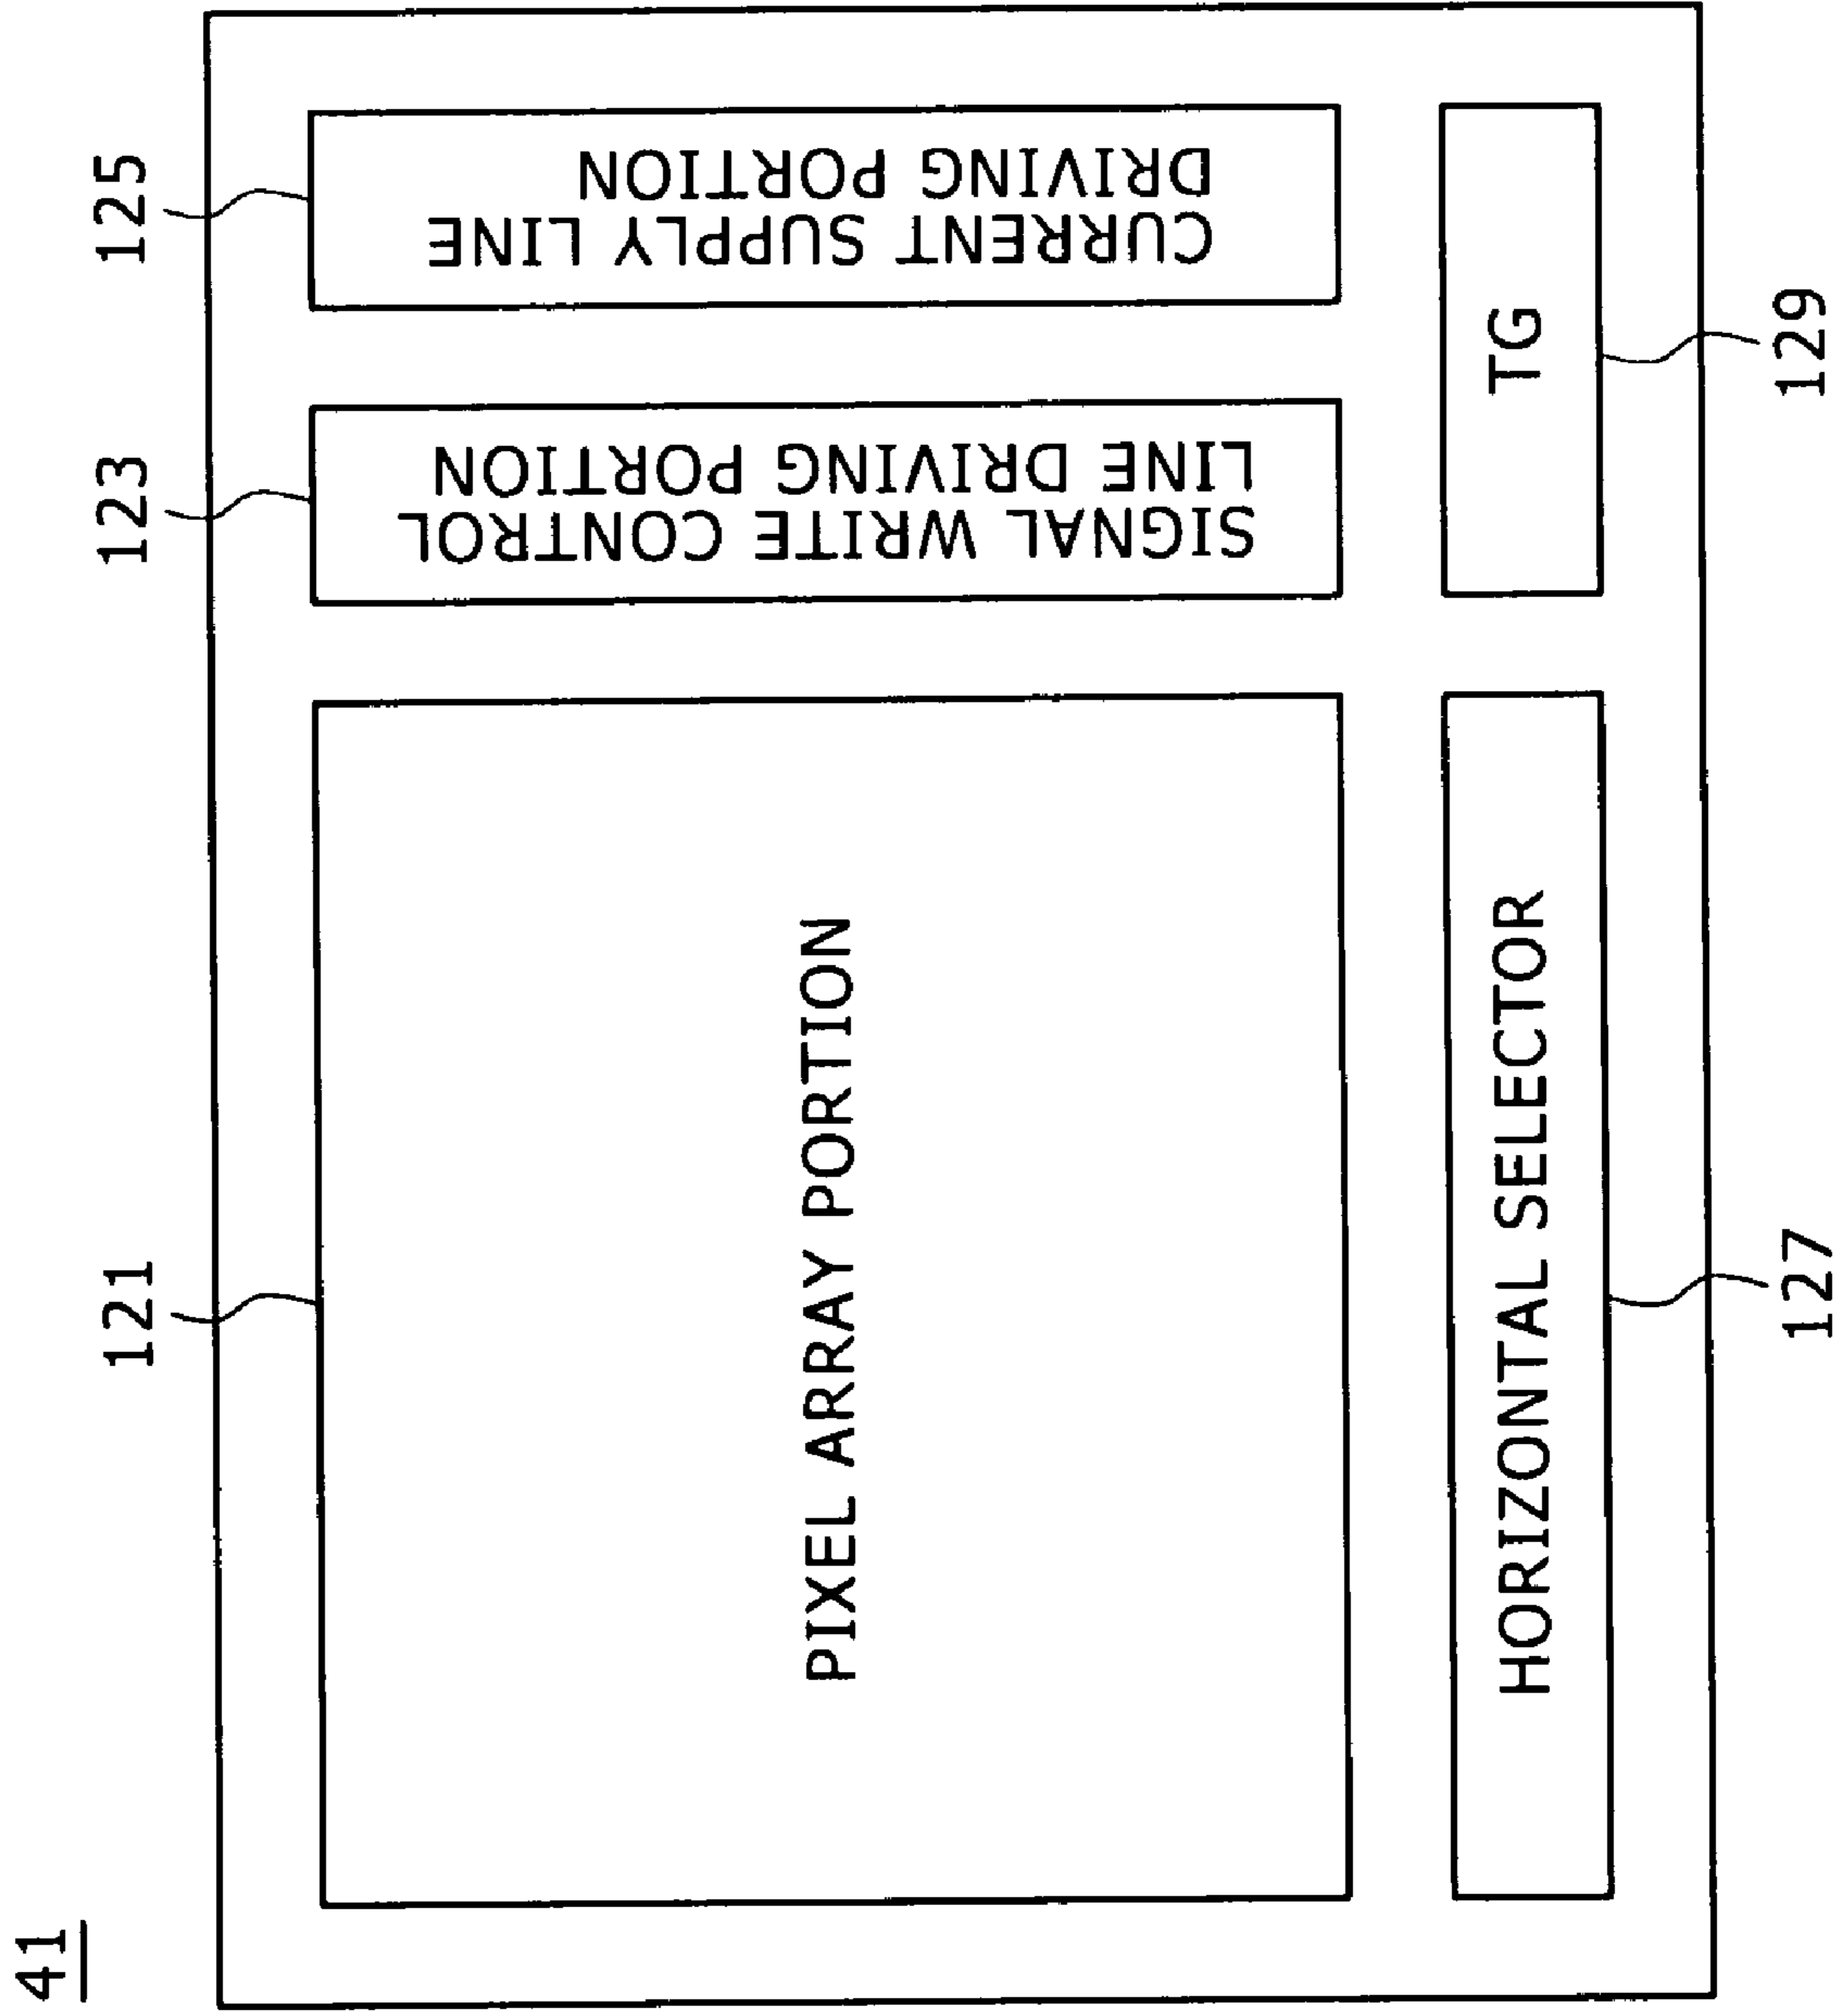 41
121
123
125
PIXEL ARRAY PORTION
SIGNAL WRITE CONTROL
LINE DRIVING PORTION
CURRENT SUPPLY LINE
DRIVING PORTION
HORIZONTAL SELECTOR
TG
127
129